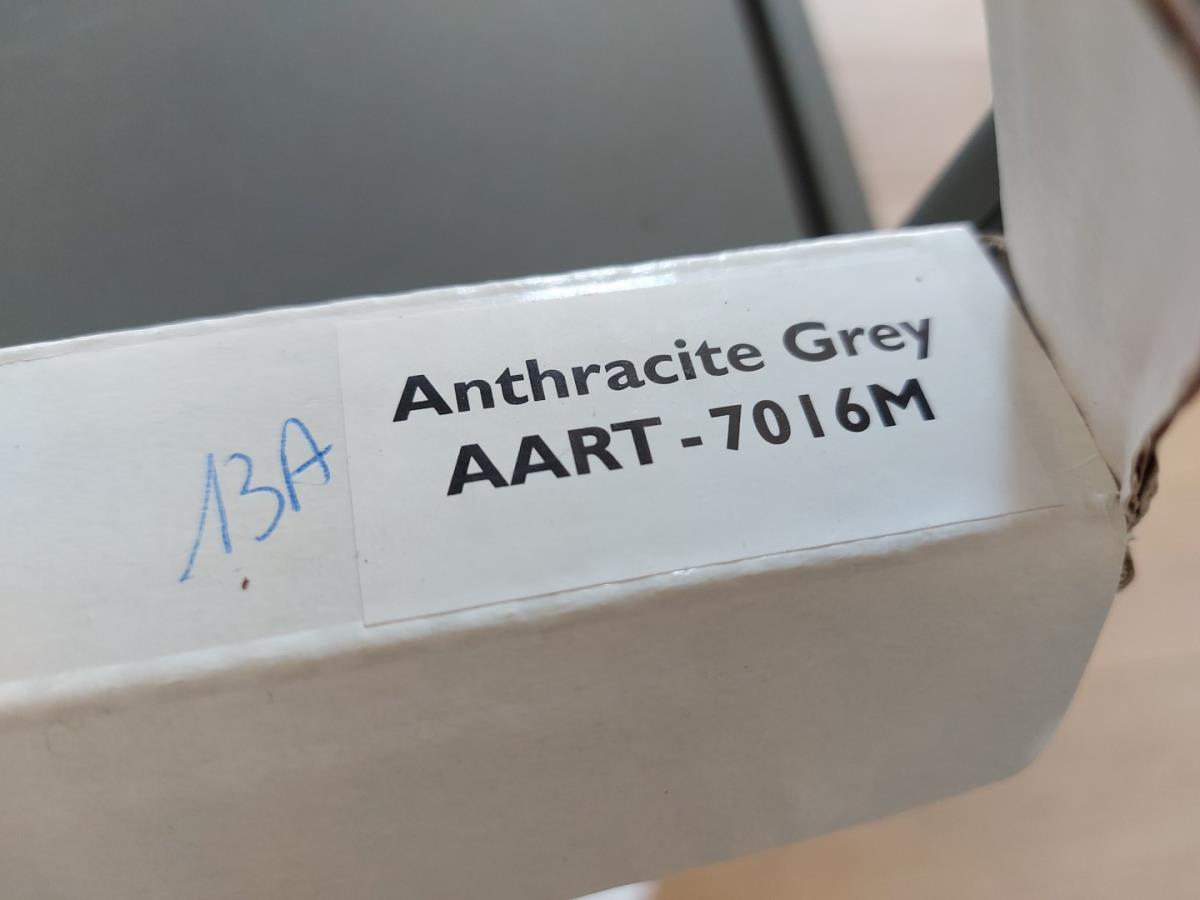 Anthracite Grey
AART - 7016M
13A